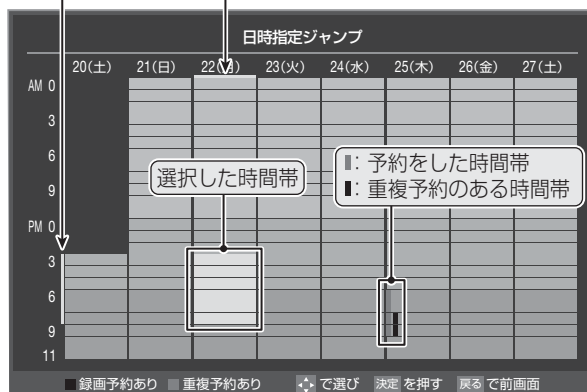 日時指定ジャンプ
20(土) 21(日) 22(月) 23(火) 24(水) 25(木) 26(金) 27(土)
AM 0
3
6
9
PM 0
3
6
9
11
選択した時間帯
：予約をした時間帯
：重複予約のある時間帯
■録画予約あり ■重複予約あり で選び 決定 を押す 戻る で前画面